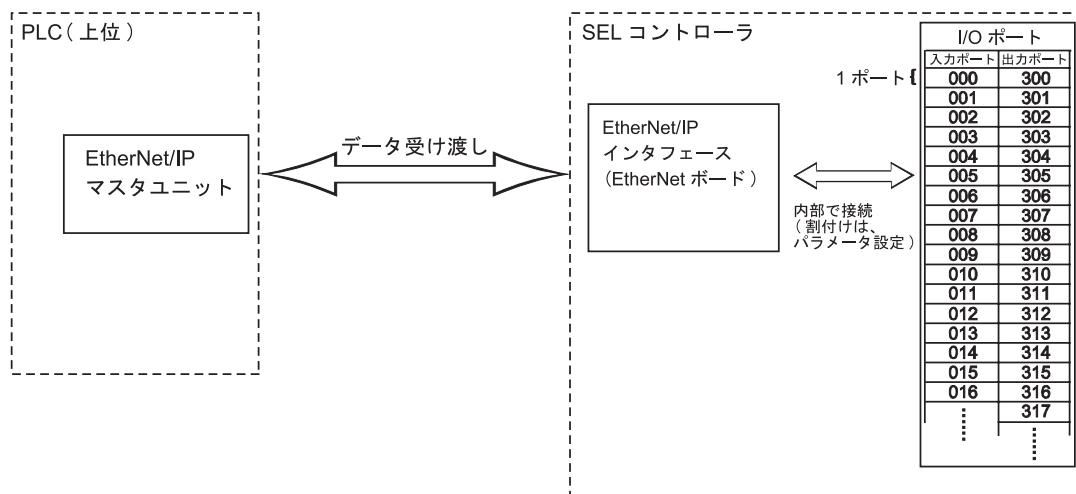 PLC( 上位 )
EtherNet/IP
マスタユニット
データ受け渡し
SEL コントローラ
EtherNet/IP
インタフェース
(EtherNet ボード )
内部で接続
( 割付けは、
パラメータ設定 )
1 ポート
I/O ポート
入力ポート 出力ポート
000 300
001 301
002 302
003 303
004 304
005 305
006 306
007 307
008 308
009 309
010 310
011 311
012 312
013 313
014 314
015 315
016 316
317